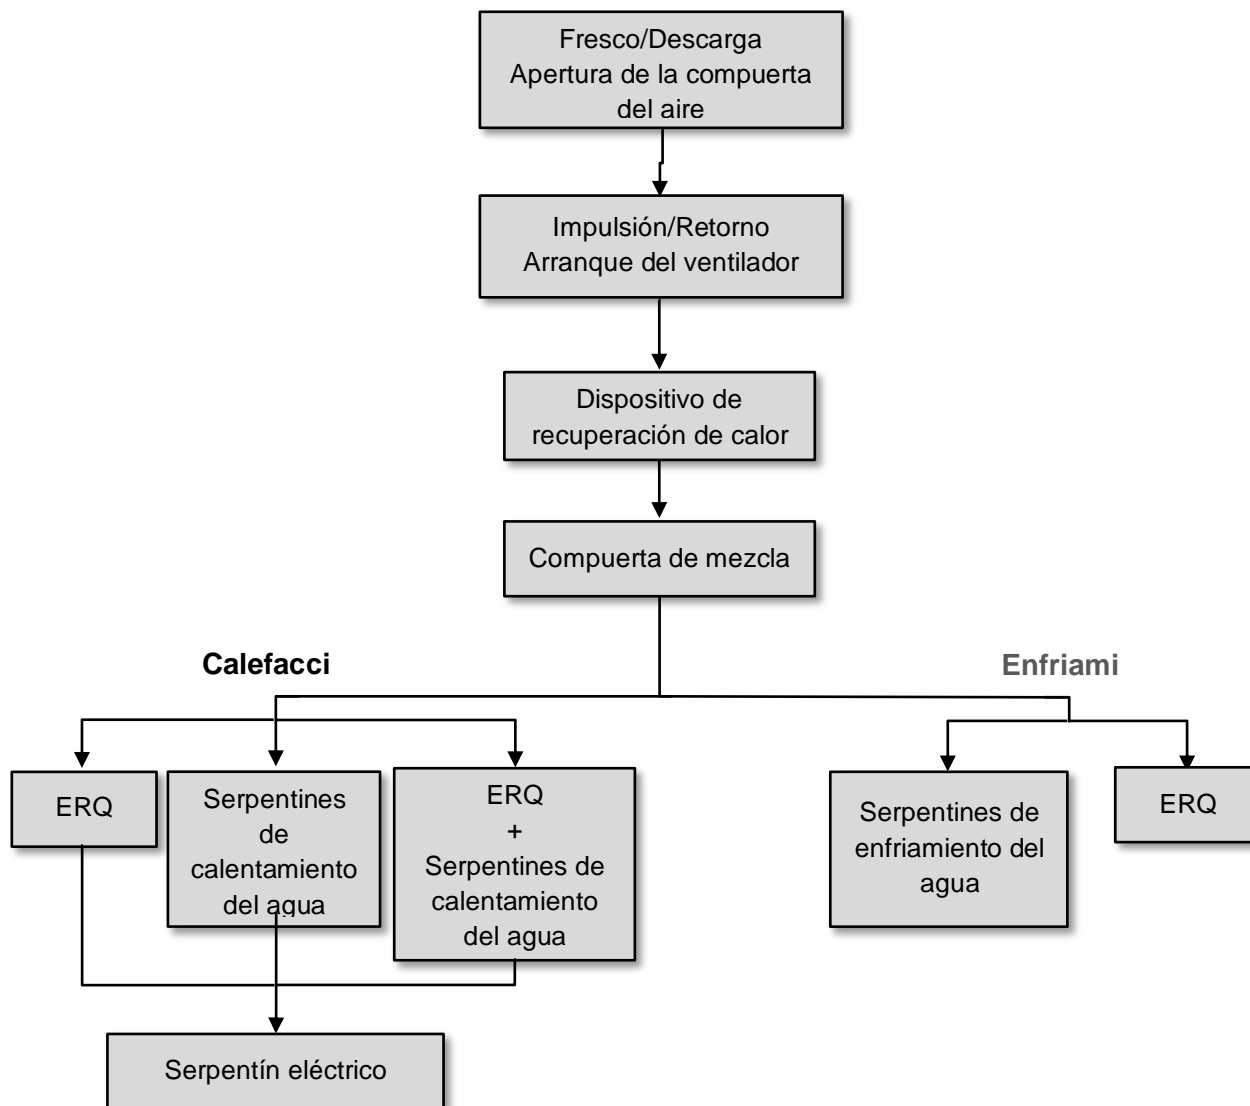 Fresco/Descarga
Apertura de la compuerta
del aire
Impulsión/Retorno
Arranque del ventilador
Dispositivo de
recuperación de calor
Compuerta de mezcla
Calefacci
Enfriami
ERQ
Serpentines
de
calentamiento
del agua
ERQ
+
Serpentines de
calentamiento
del agua
Serpentines de
enfriamiento del
agua
ERQ
Serpentín eléctrico